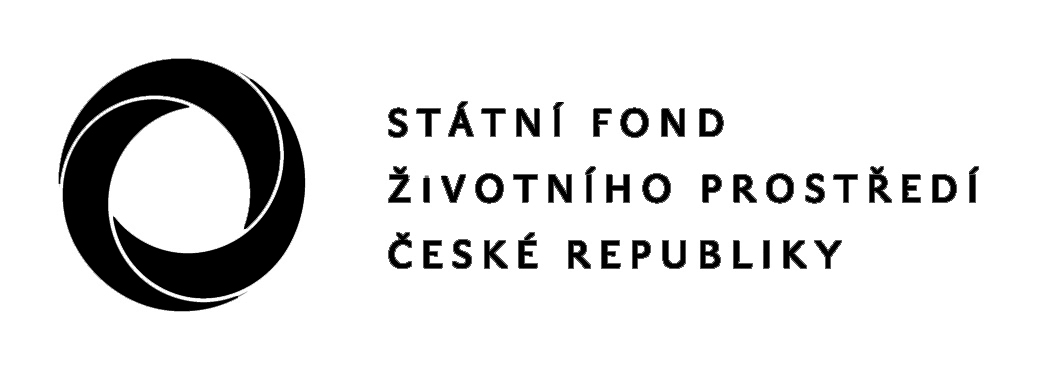 STÁTNÍ FOND
ŽIVOTNÍHO PROSTŘEDÍ
ČESKÉ REPUBLIKY